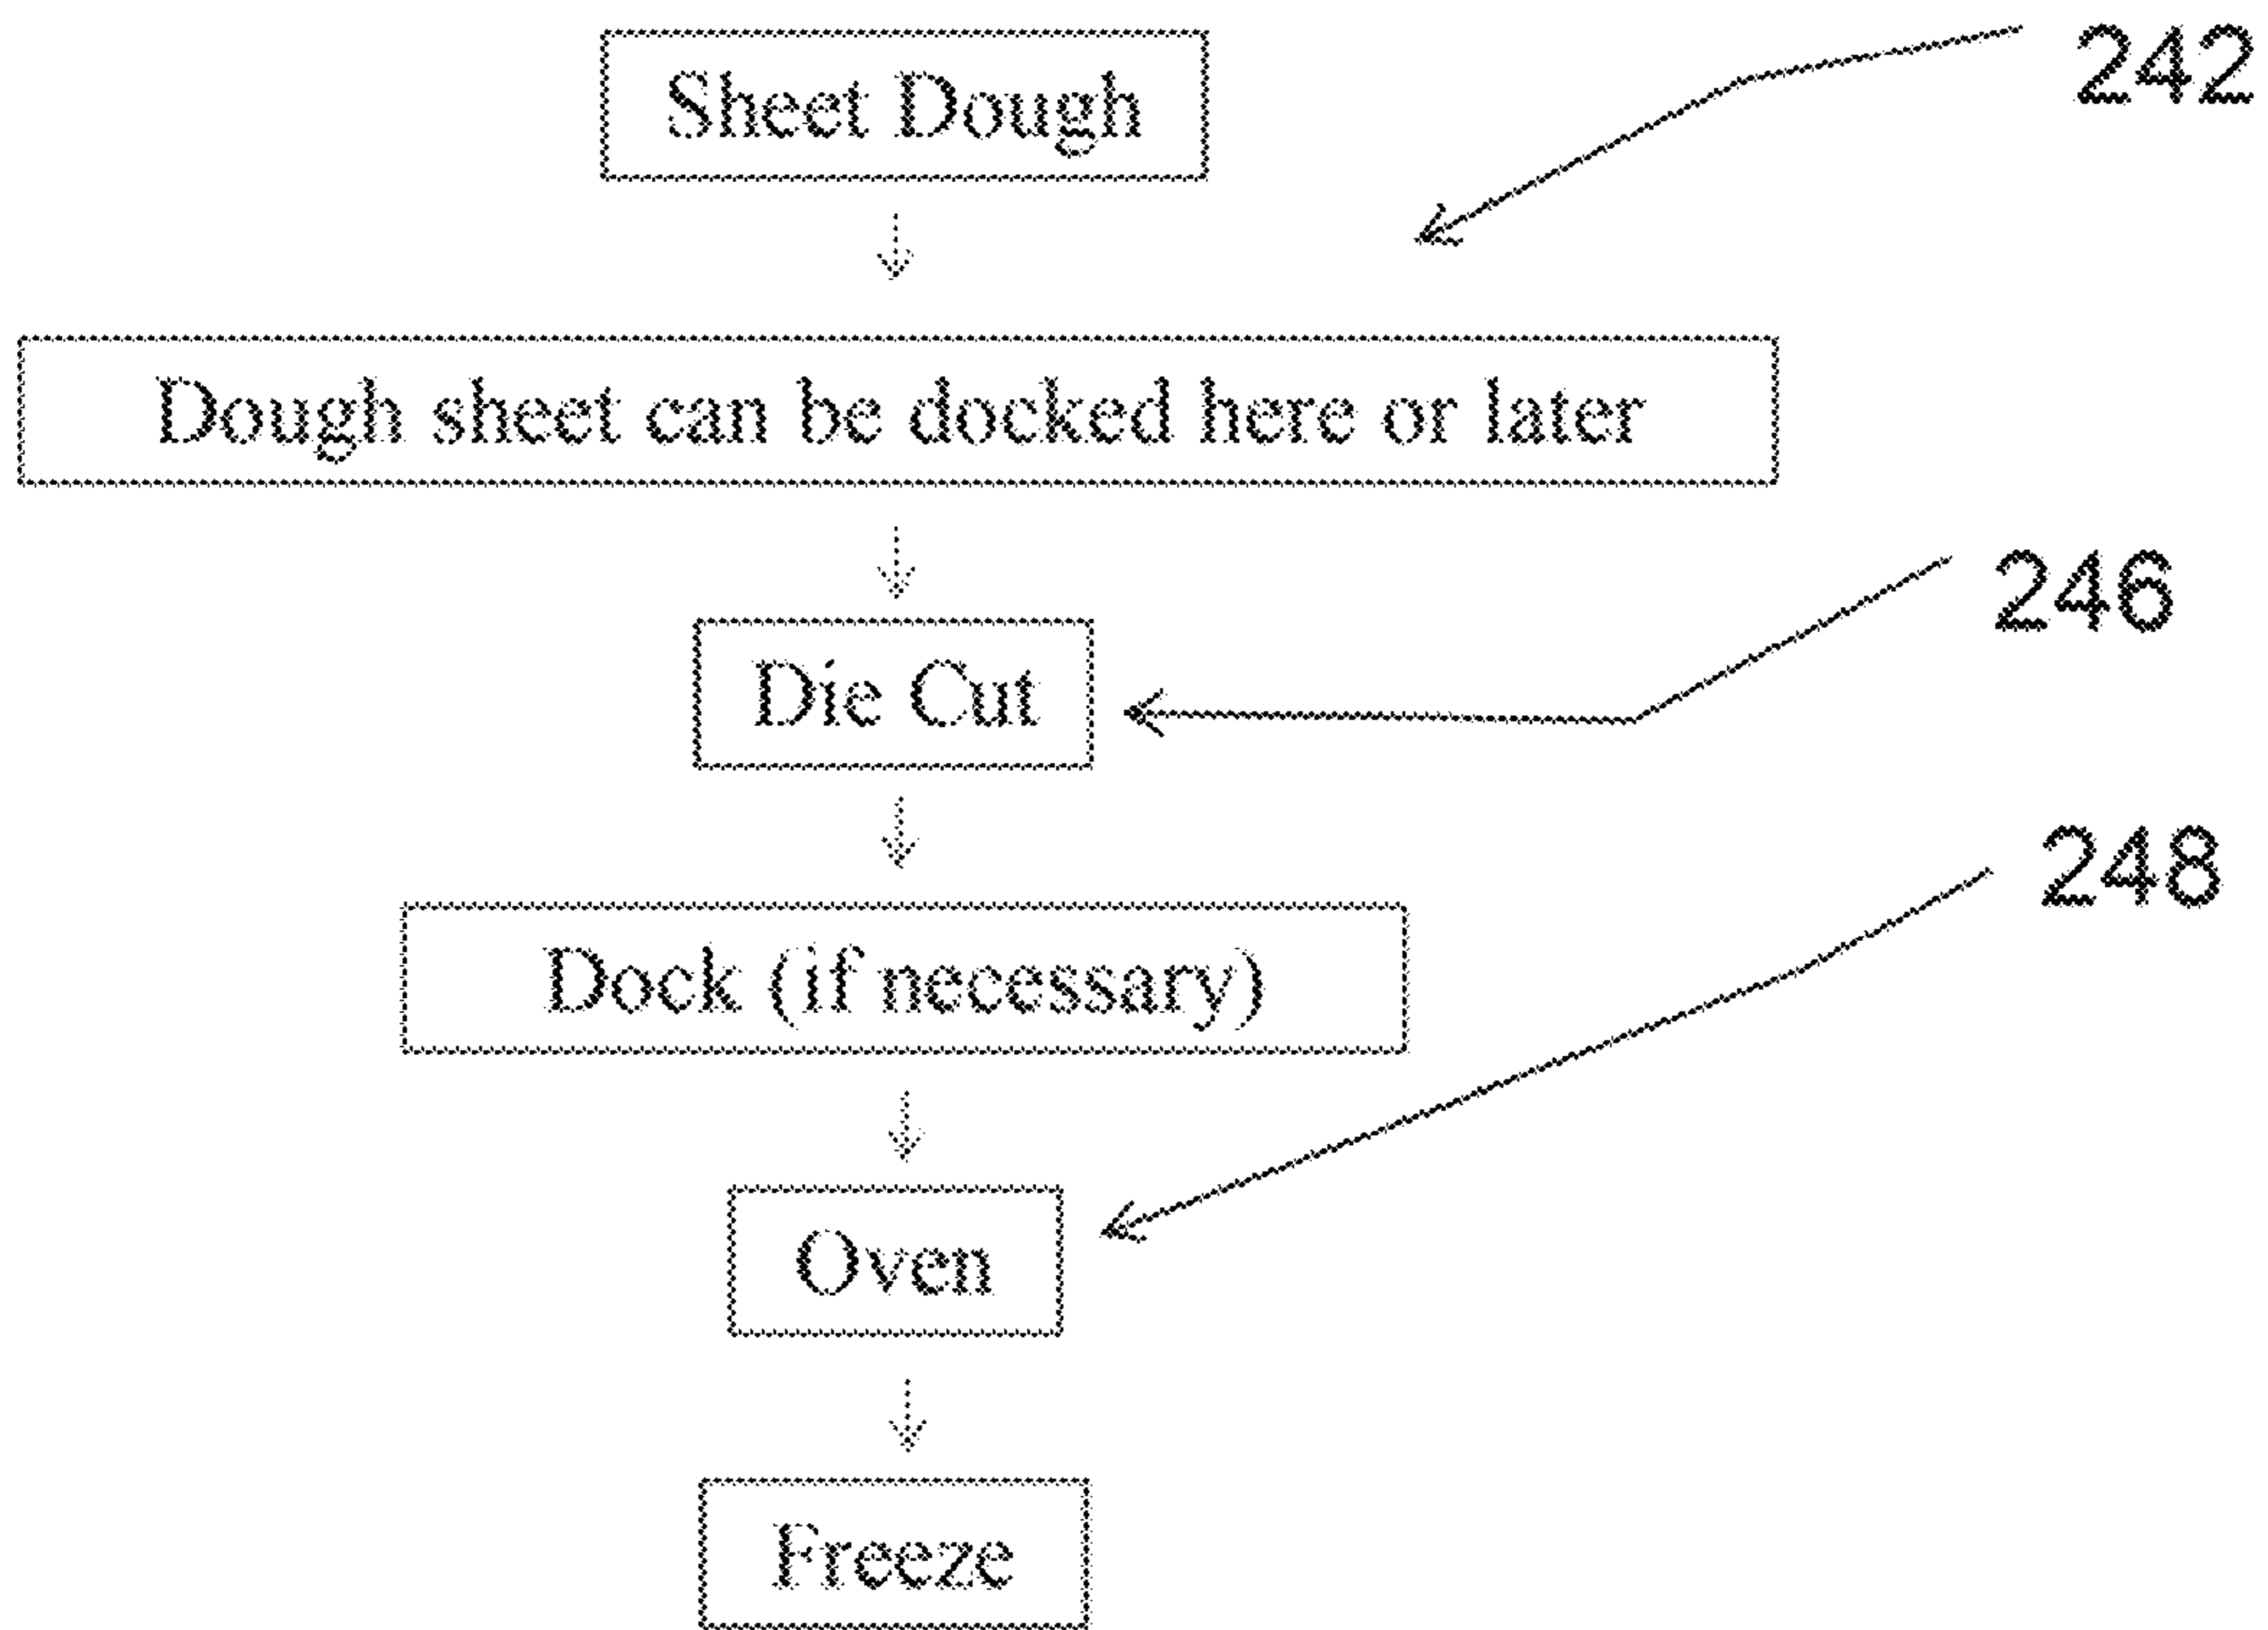 Sheet Dough
242
Dough sheet can be docked here or later
246
Die Cut
248
Dock (if necessary)
Oven
Freeze